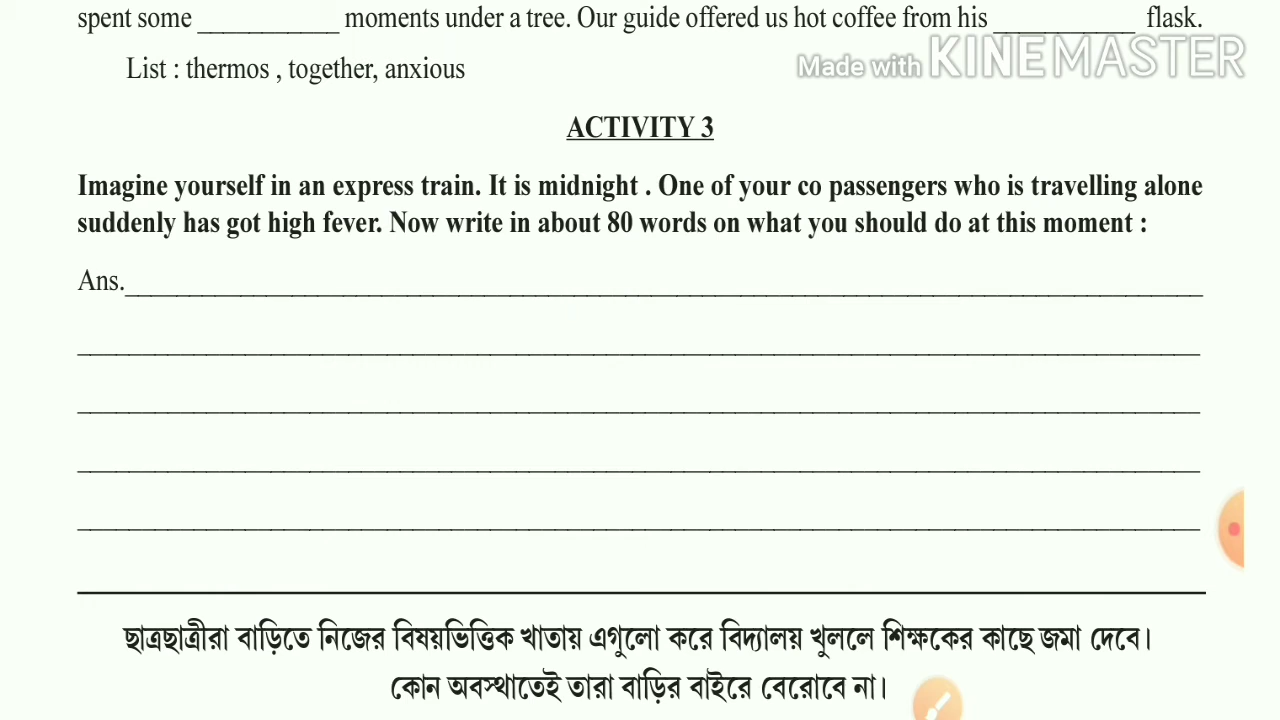 spent some ___________ moments under a tree. Our guide offered us hot coffee from his ___________ flask.
Made with KINEMASTER
List : thermos , together, anxious
ACTIVITY 3
Imagine yourself in an express train. It is midnight . One of your co passengers who is travelling alone
suddenly has got high fever. Now write in about 80 words on what you should do at this moment :
Ans.
ছাত্রছাত্রীরা বাড়িতে নিজের বিষয়ভিত্তিক খাতায় এগুলো করে বিদ্যালয় খুললে শিক্ষকের কাছে জমা দেবে।
কোন অবস্থাতেই তারা বাড়ির বাইরে বেরোবে না।